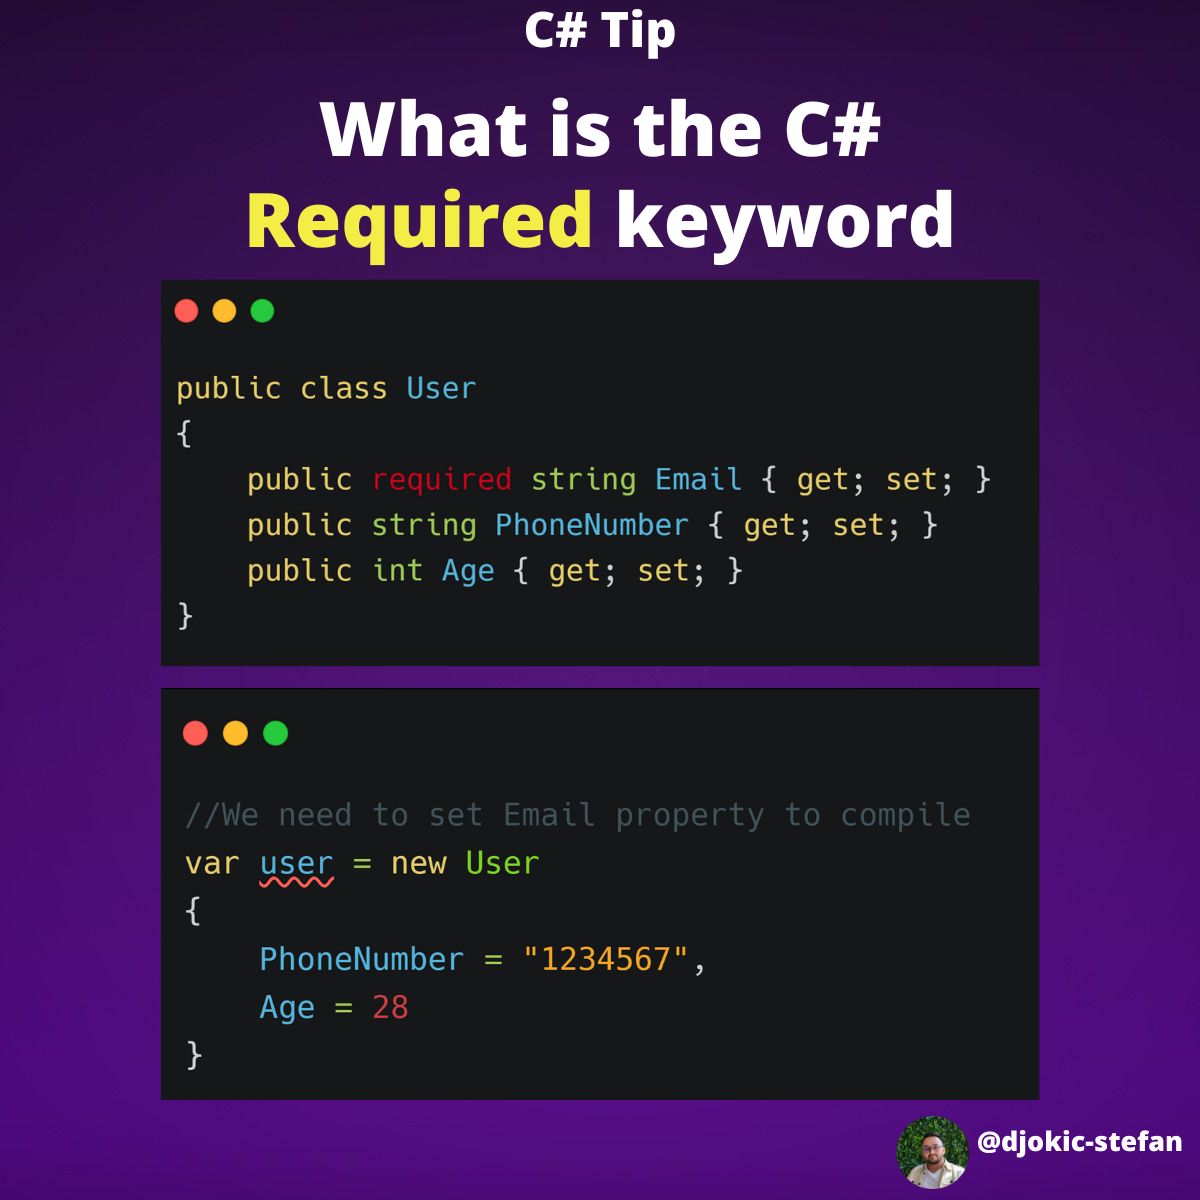 C# Tip
What is the C#
Required keyword
public class User
{
    public required string Email { get; set; }
    public string PhoneNumber { get; set; }
    public int Age { get; set; }
}
//We need to set Email property to compile
var user = new User
{
    PhoneNumber = "1234567",
    Age = 28
}
@djokic-stefan